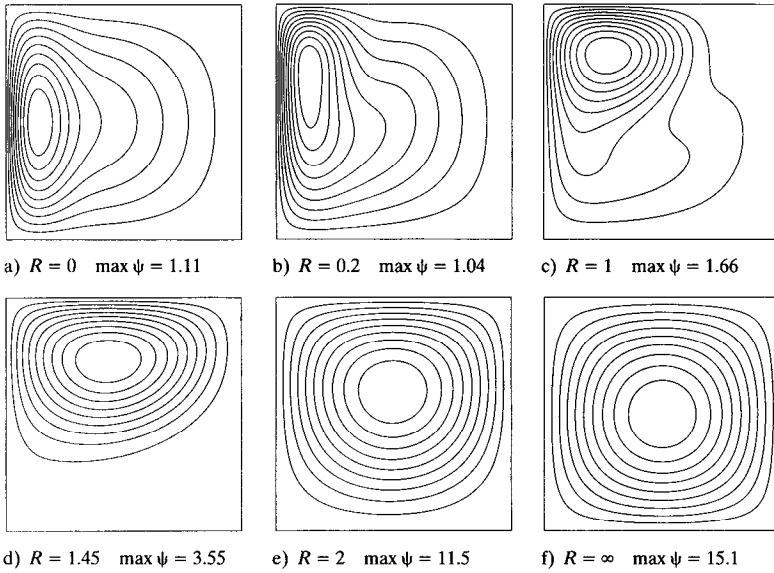 a) R = 0 max ψ = 1.11
b) R = 0.2 max ψ = 1.04
c) R = 1 max ψ = 1.66
d) R = 1.45 max ψ = 3.55
e) R = 2 max ψ = 11.5
f) R = ∞ max ψ = 15.1